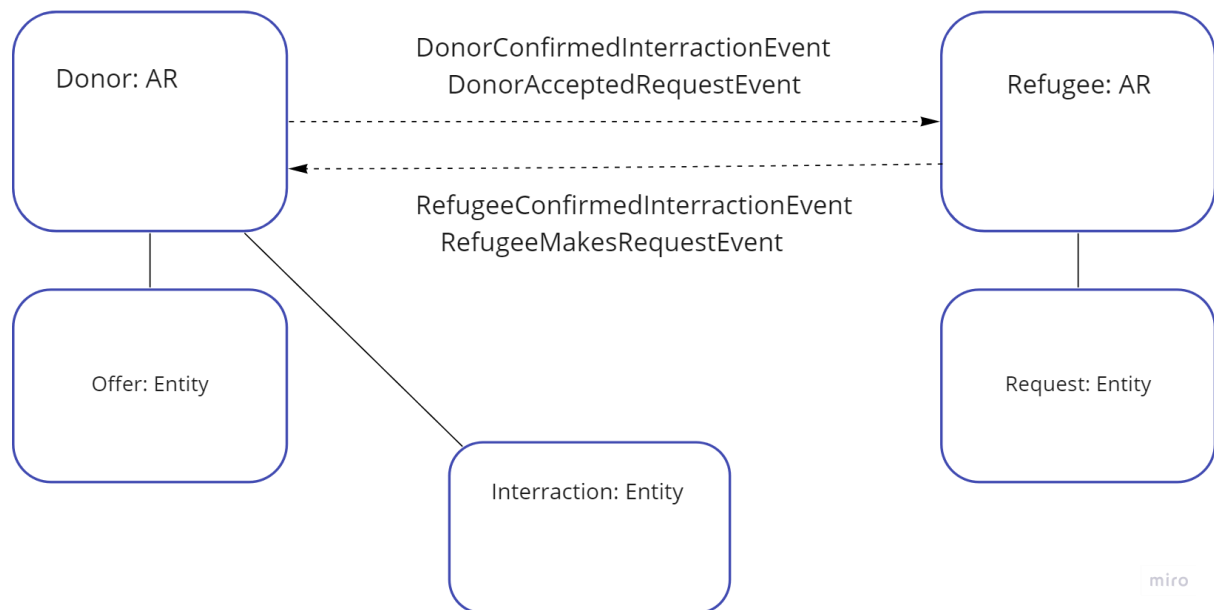 DonorConfirmedInterractionEvent
DonorAcceptedRequestEvent
Donor: AR
Refugee: AR
RefugeeConfirmedInterractionEvent
RefugeeMakesRequestEvent
Offer: Entity
Request: Entity
Interraction: Entity
miro